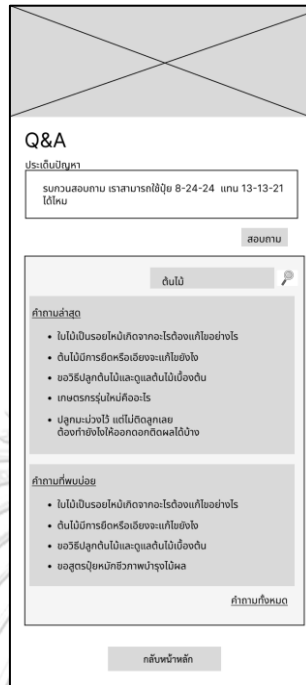 Q&A
ประเด็นปัญหา
รบกวนสอบถาม เราสามารถใช้ปุ๋ย 8-24-24 แทน 13-13-21
ได้ไหม
สอบถาม
ต้นไม้
คำถามล่าสุด
• ใบไม้เป็นรอยไหม้เกิดจากอะไรต้องแก้ไขอย่างไร
• ต้นไม้มีการยืดหรือเอียงจะแก้ไขยังไง
• ขอวิธีปลูกต้นไม้และดูแลต้นไม้เบื้องต้น
• เกษตรกรรุ่นใหม่คืออะไร
• ปลูกมะม่วงไว้ แต่ไม่ติดลูกเลย
ต้องทำยังไงให้ออกดอกติดผลได้บ้าง
คำถามที่พบบ่อย
• ใบไม้เป็นรอยไหม้เกิดจากอะไรต้องแก้ไขอย่างไร
• ต้นไม้มีการยืดหรือเอียงจะแก้ไขยังไง
• ขอวิธีปลูกต้นไม้และดูแลต้นไม้เบื้องต้น
• ขอสูตรปุ๋ยหมักชีวภาพบำรุงไม้ผล
คำถามทั้งหมด
กลับหน้าหลัก